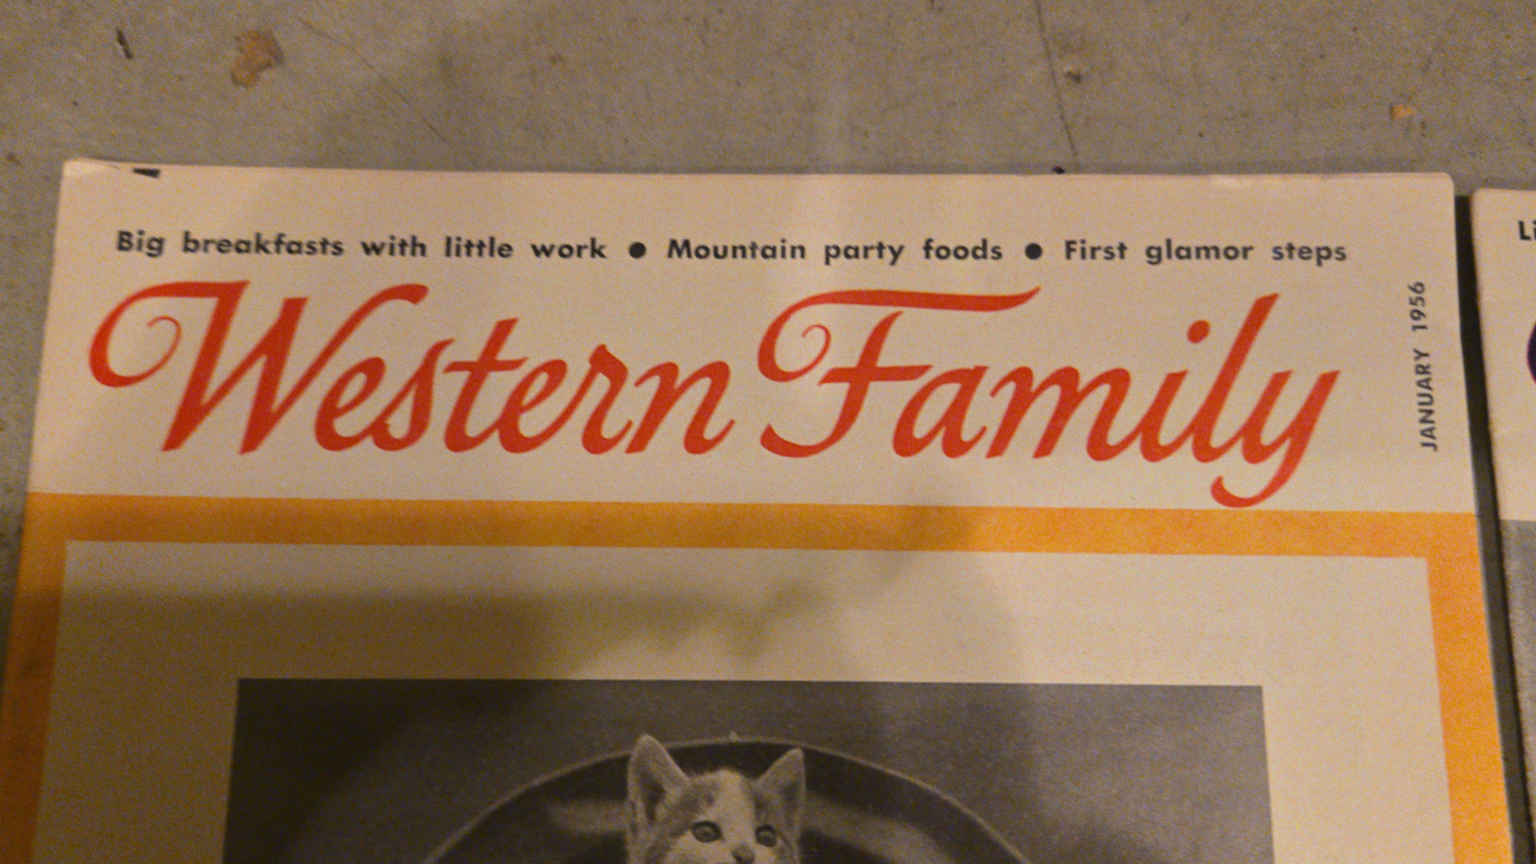 Big breakfasts with little work ● Mountain party foods ● First glamor steps
Western Family
JANUARY 1956